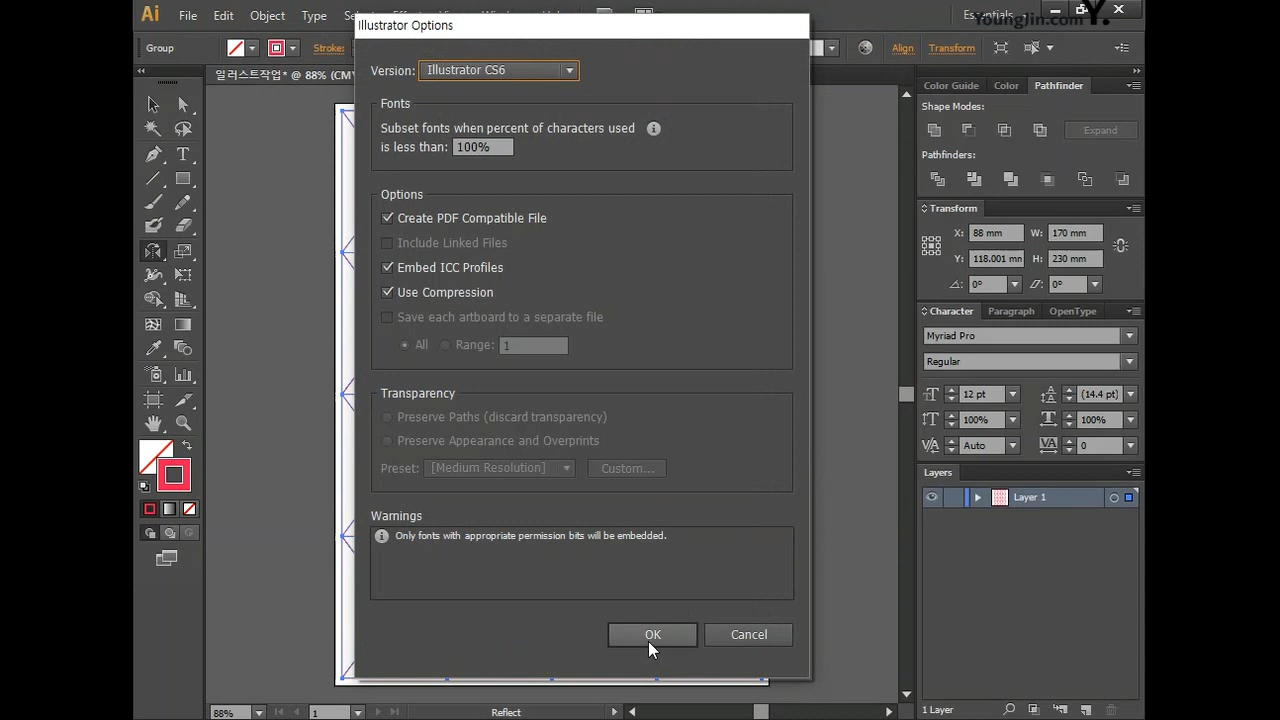 Ai File Edit Object Type
Essentials
YoungJin.com Y.
Illustrator Options
Group
Stroke:
Align Transform
일러스트작업* @ 88% (CM
Version: Illustrator CS6
Fonts
Subset fonts when percent of characters used
is less than: 100%
Options
Create PDF Compatible File
Include Linked Files
Embed ICC Profiles
Use Compression
Save each artboard to a separate file
All Range: 1
Transparency
Preserve Paths (discard transparency)
Preserve Appearance and Overprints
Preset: [Medium Resolution] Custom...
Warnings
Only fonts with appropriate permission bits will be embedded.
OK Cancel
Color Guide Color Pathfinder
Shape Modes:
Expand
Pathfinders:
Transform
X: 88 mm W: 170 mm
Y: 118.001 mn H: 230 mm
0° 0°
Character Paragraph OpenType
Myriad Pro
Regular
12 pt (14.4 pt)
100% 100%
Auto 0
Layers
Layer 1
1 Layer
88% 1 Reflect